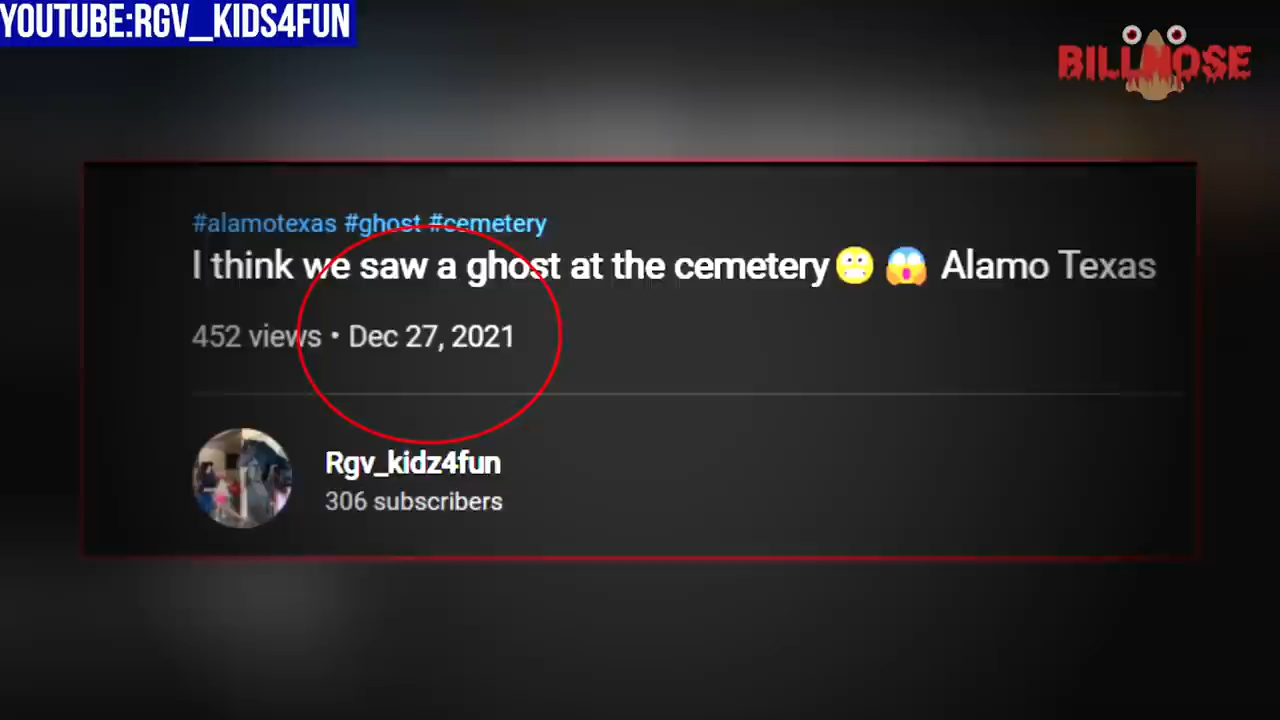 YOUTUBE:RGV_KIDS4FUN
BILLNOSE
#alamotexas #ghost #cemetery
I think we saw a ghost at the cemetery😬 😱 Alamo Texas
452 views • Dec 27, 2021
Rgv_kidz4fun
306 subscribers